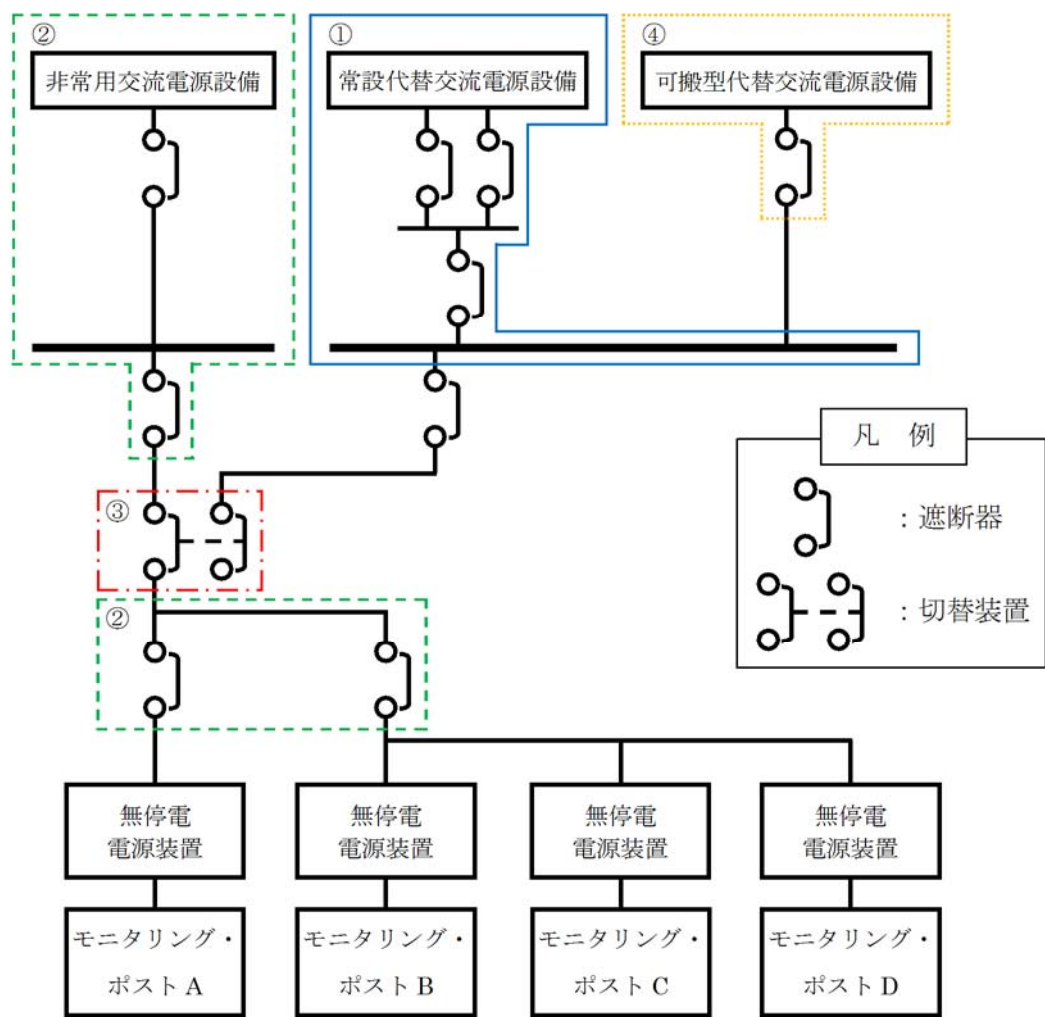 ②
非常用交流電源設備
①
常設代替交流電源設備
④
可搬型代替交流電源設備
凡 例
:遮断器
:切替装置
③
②
無停電
電源装置
無停電
電源装置
無停電
電源装置
無停電
電源装置
モニタリング・
ポスト A
モニタリング・
ポスト B
モニタリング・
ポスト C
モニタリング・
ポスト D